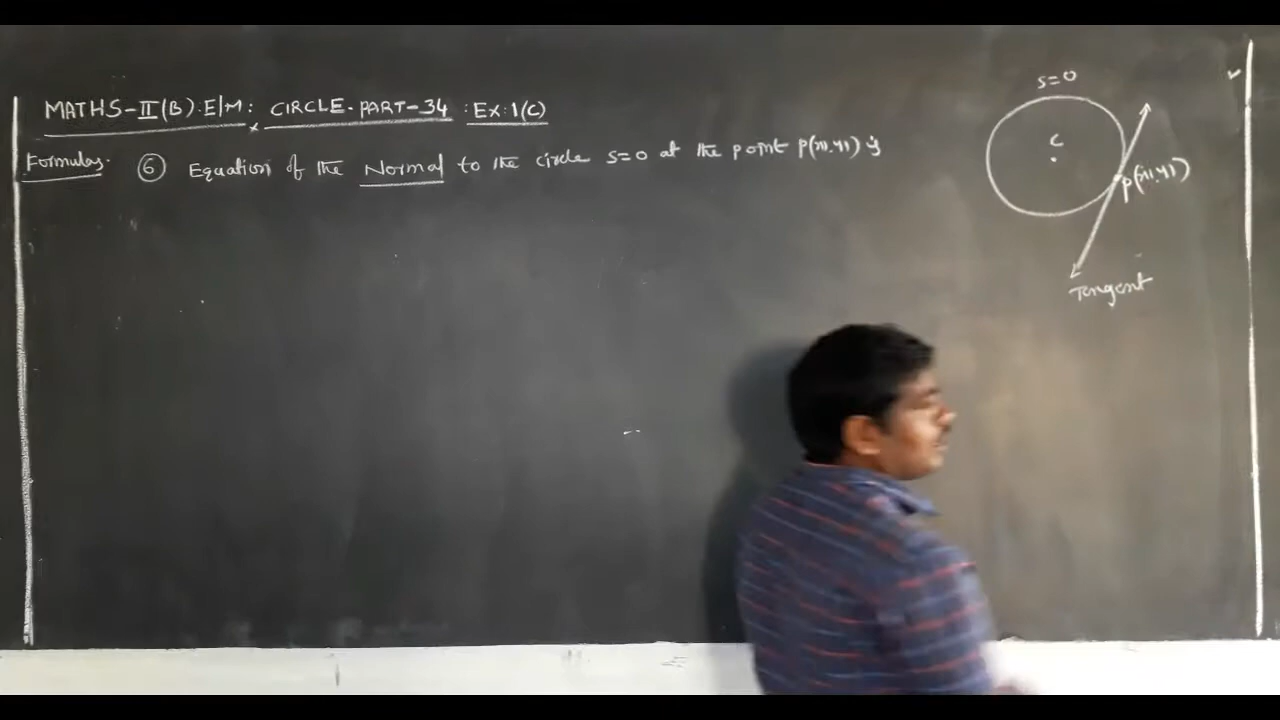 MATHS-II(B):E/M: CIRCLE-PART-34 :EX:1(C)
Formulas. 6 Equation of the Normal to the circle S=0 at the point P(x1,y1) is
S=0
C
P(x1,y1)
Tangent